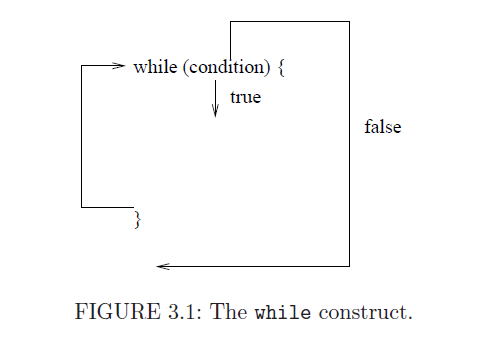 while (condition) {
true
false
}
FIGURE 3.1: The while construct.